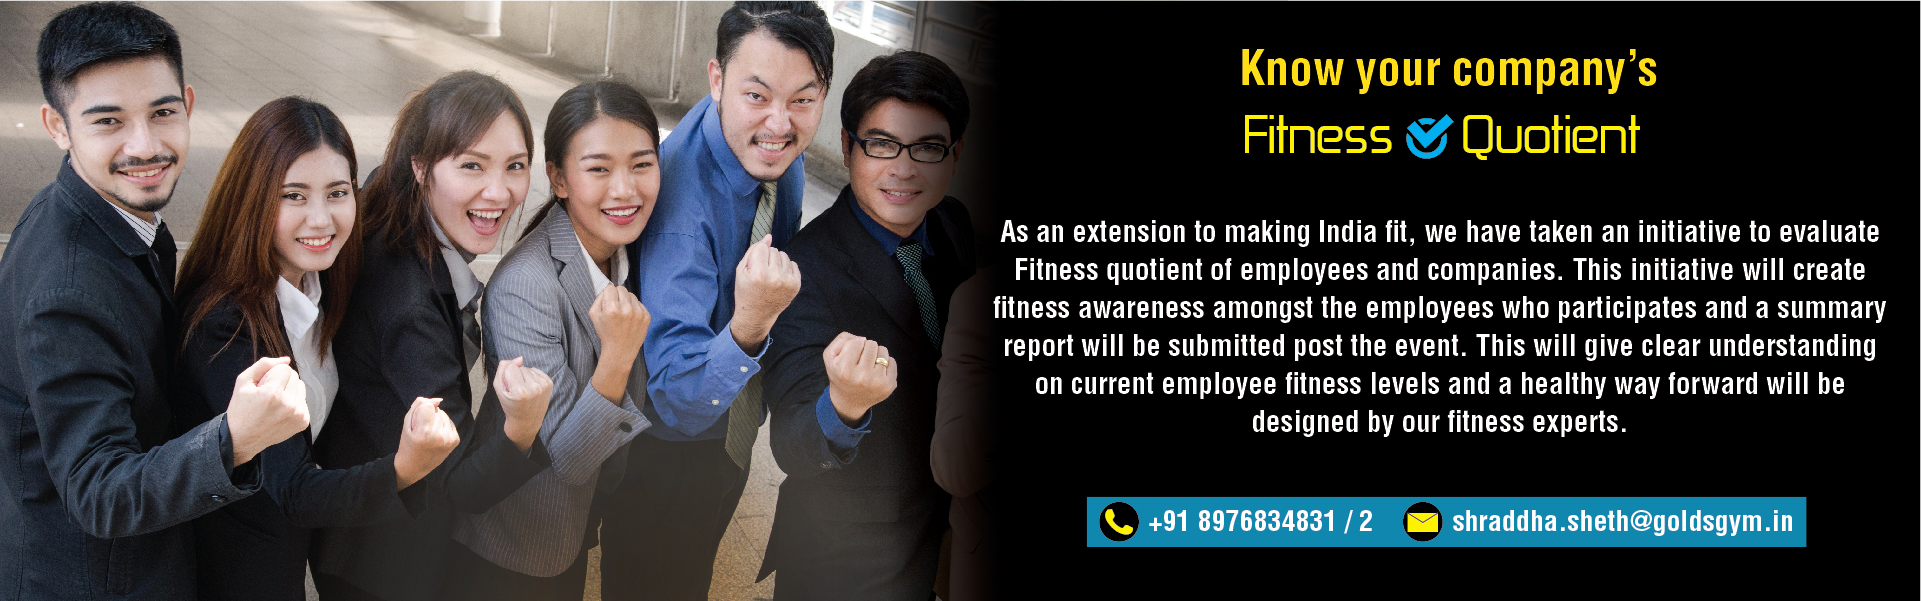 Know your company's
Fitness Quotient
As an extension to making India fit, we have taken an initiative to evaluate
Fitness quotient of employees and companies. This initiative will create
fitness awareness amongst the employees who participates and a summary
report will be submitted post the event. This will give clear understanding
on current employee fitness levels and a healthy way forward will be
designed by our fitness experts.
+91 8976834831 / 2 shraddha.sheth@goldsgym.in